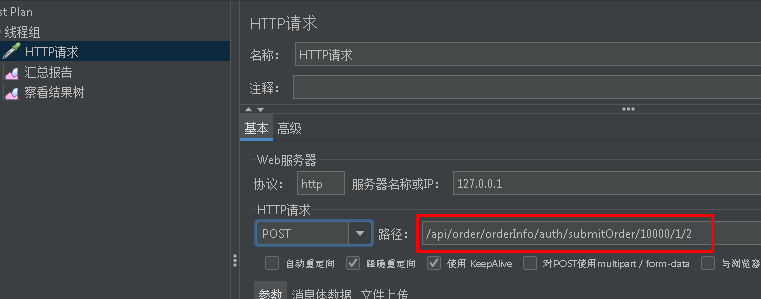 st Plan
线程组
HTTP请求
汇总报告
察看结果树
HTTP请求
名称： HTTP请求
注释：
基本 高级
Web服务器
协议： http 服务器名称或IP： 127.0.0.1
HTTP请求
POST 路径： /api/order/orderInfo/auth/submitOrder/10000/1/2
自动重定向 跟随重定向 使用 KeepAlive 对POST使用multipart / form-data 与浏览器
参数 消息体数据 文件上传